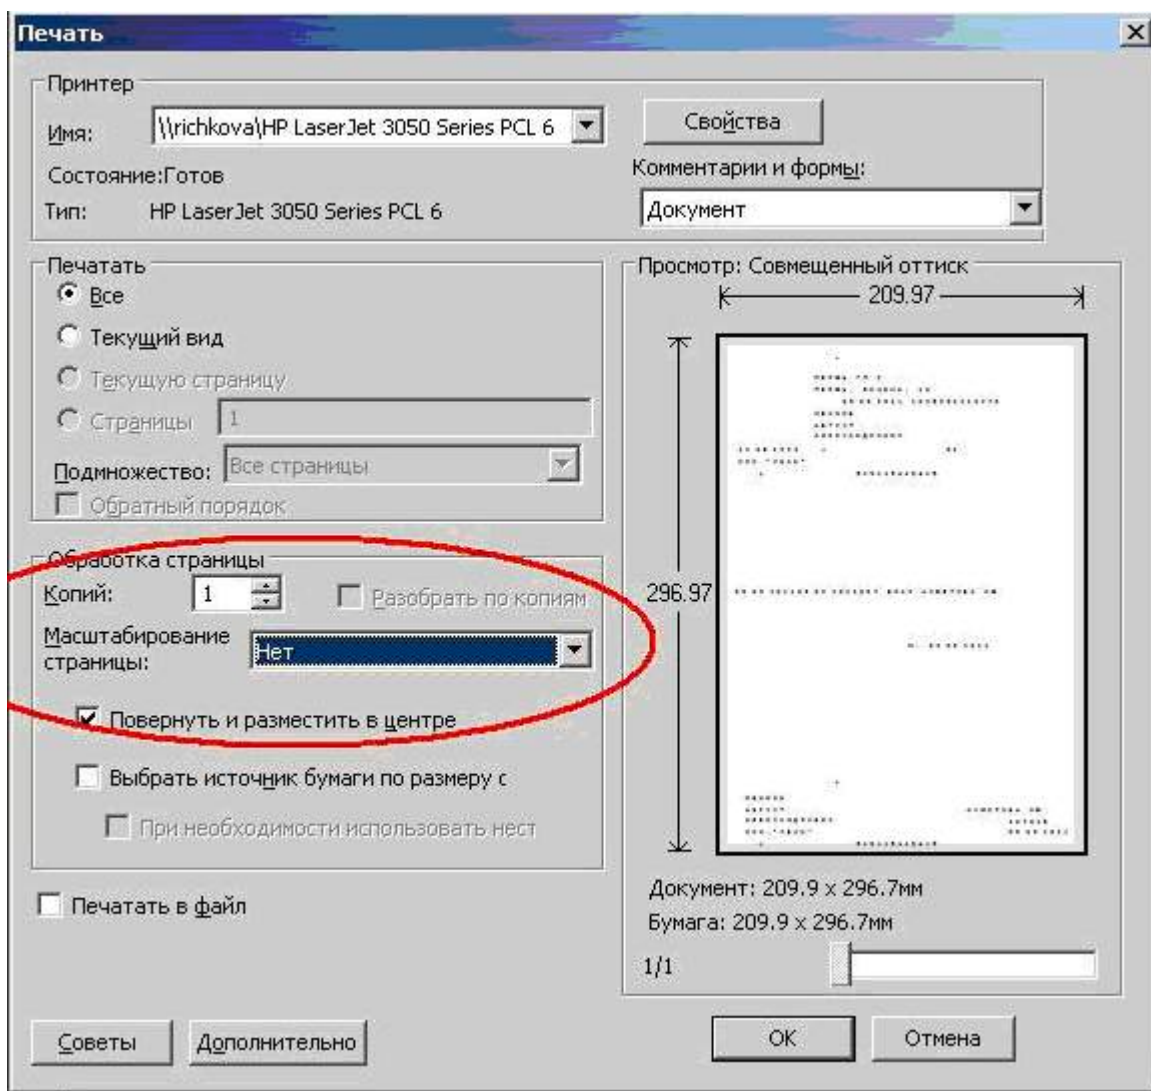 Печать
Принтер
Имя: \\richkova\HP LaserJet 3050 Series PCL 6
Свойства
Состояние:Готов
Комментарии и формы:
Тип: HP LaserJet 3050 Series PCL 6
Документ
Печатать
Все
Текущий вид
Текущую страницу
Страницы 1
Подмножество: Все страницы
Обратный порядок
Просмотр: Совмещенный оттиск
209.97
296.97
Обработка страницы
Копий: 1
Разобрать по копиям
Масштабирование
страницы:
Нет
Повернуть и разместить в центре
Выбрать источник бумаги по размеру с
При необходимости использовать нест
Печатать в файл
Документ: 209.9 x 296.7мм
Бумага: 209.9 x 296.7мм
1/1
Советы
Дополнительно
OK
Отмена